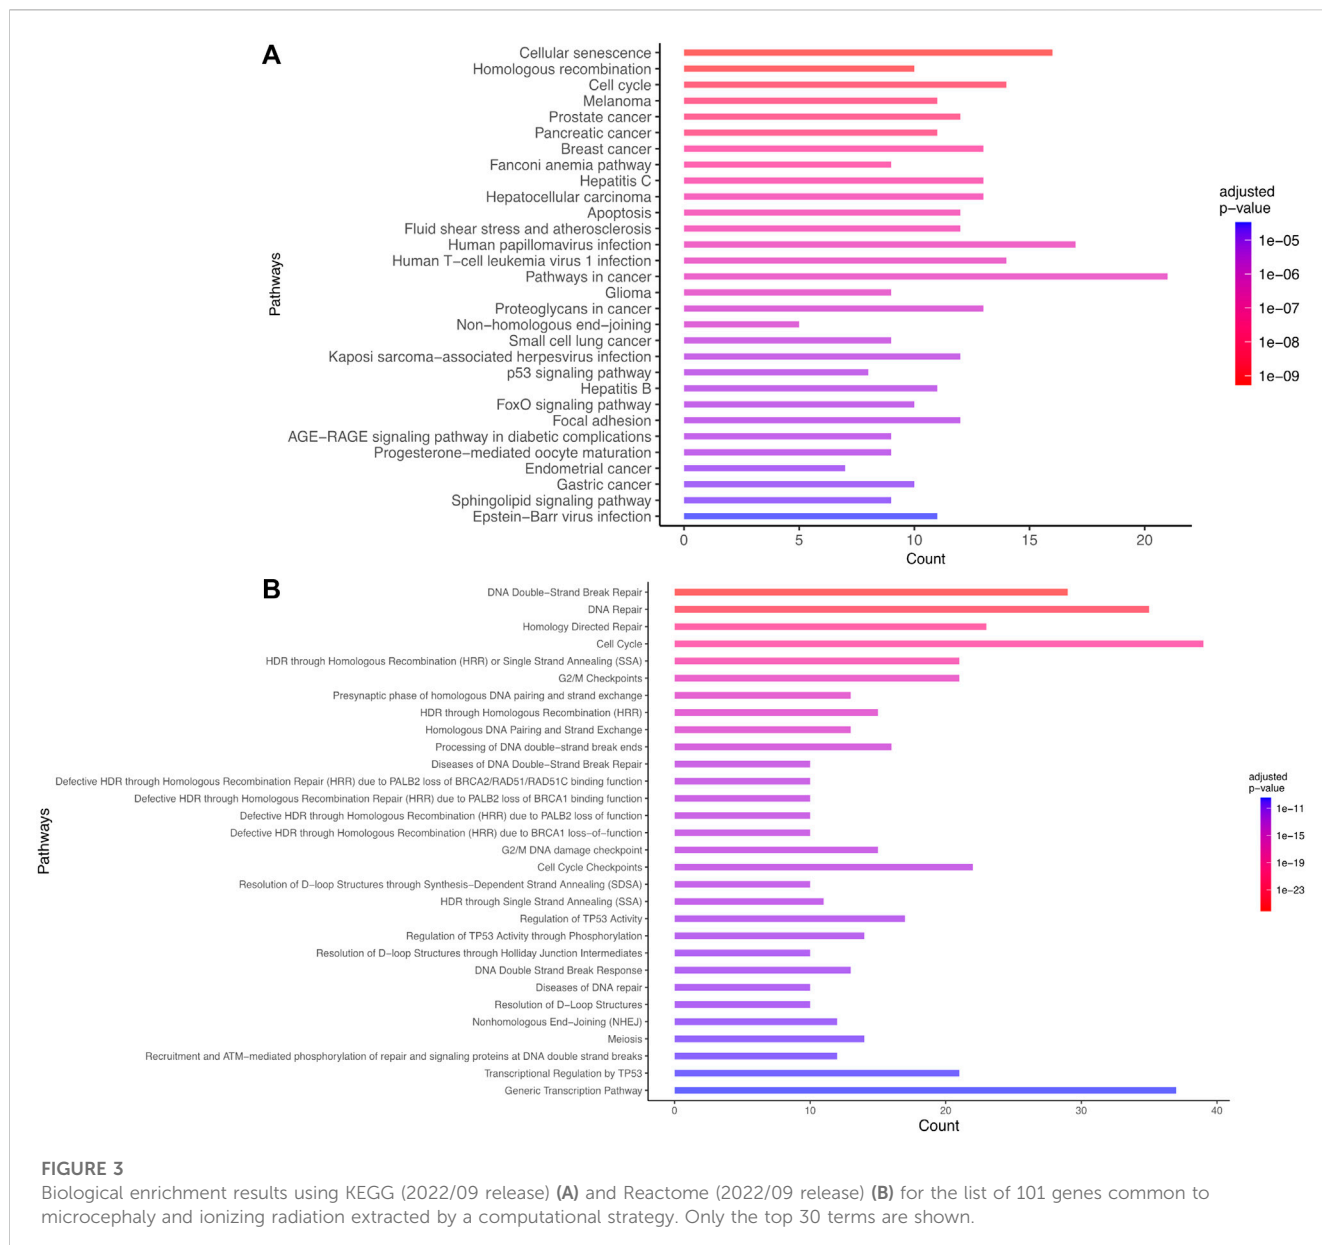 A
Cellular senescence
Homologous recombination
Cell cycle
Melanoma
Prostate cancer
Pancreatic cancer
Breast cancer
Fanconi anemia pathway
Hepatitis C
Hepatocellular carcinoma
Apoptosis
Fluid shear stress and atherosclerosis
Human papillomavirus infection
Human T−cell leukemia virus 1 infection
Pathways in cancer
Glioma
Proteoglycans in cancer
Non−homologous end−joining
Small cell lung cancer
Kaposi sarcoma−associated herpesvirus infection
p53 signaling pathway
Hepatitis B
FoxO signaling pathway
Focal adhesion
AGE−RAGE signaling pathway in diabetic complications
Progesterone−mediated oocyte maturation
Endometrial cancer
Gastric cancer
Sphingolipid signaling pathway
Epstein−Barr virus infection
Pathways
0 5 10 15 20
Count
adjusted
p−value
1e−05
1e−06
1e−07
1e−08
1e−09
B
DNA Double−Strand Break Repair
DNA Repair
Homology Directed Repair
Cell Cycle
HDR through Homologous Recombination (HRR) or Single Strand Annealing (SSA)
G2/M Checkpoints
Presynaptic phase of homologous DNA pairing and strand exchange
HDR through Homologous Recombination (HRR)
Homologous DNA Pairing and Strand Exchange
Processing of DNA double−strand break ends
Diseases of DNA Double−Strand Break Repair
Defective HDR through Homologous Recombination Repair (HRR) due to PALB2 loss of BRCA2/RAD51/RAD51C binding function
Defective HDR through Homologous Recombination Repair (HRR) due to PALB2 loss of BRCA1 binding function
Defective HDR through Homologous Recombination (HRR) due to PALB2 loss of function
Defective HDR through Homologous Recombination (HRR) due to BRCA1 loss−of−function
G2/M DNA damage checkpoint
Cell Cycle Checkpoints
Resolution of D−loop Structures through Synthesis−Dependent Strand Annealing (SDSA)
HDR through Single Strand Annealing (SSA)
Regulation of TP53 Activity
Regulation of TP53 Activity through Phosphorylation
Resolution of D−loop Structures through Holliday Junction Intermediates
DNA Double Strand Break Response
Diseases of DNA repair
Resolution of D−Loop Structures
Nonhomologous End−Joining (NHEJ)
Meiosis
Recruitment and ATM−mediated phosphorylation of repair and signaling proteins at DNA double strand breaks
Transcriptional Regulation by TP53
Generic Transcription Pathway
Pathways
0 10 20 30 40
Count
adjusted
p−value
1e−11
1e−15
1e−19
1e−23
FIGURE 3
Biological enrichment results using KEGG (2022/09 release) (A) and Reactome (2022/09 release) (B) for the list of 101 genes common to
microcephaly and ionizing radiation extracted by a computational strategy. Only the top 30 terms are shown.